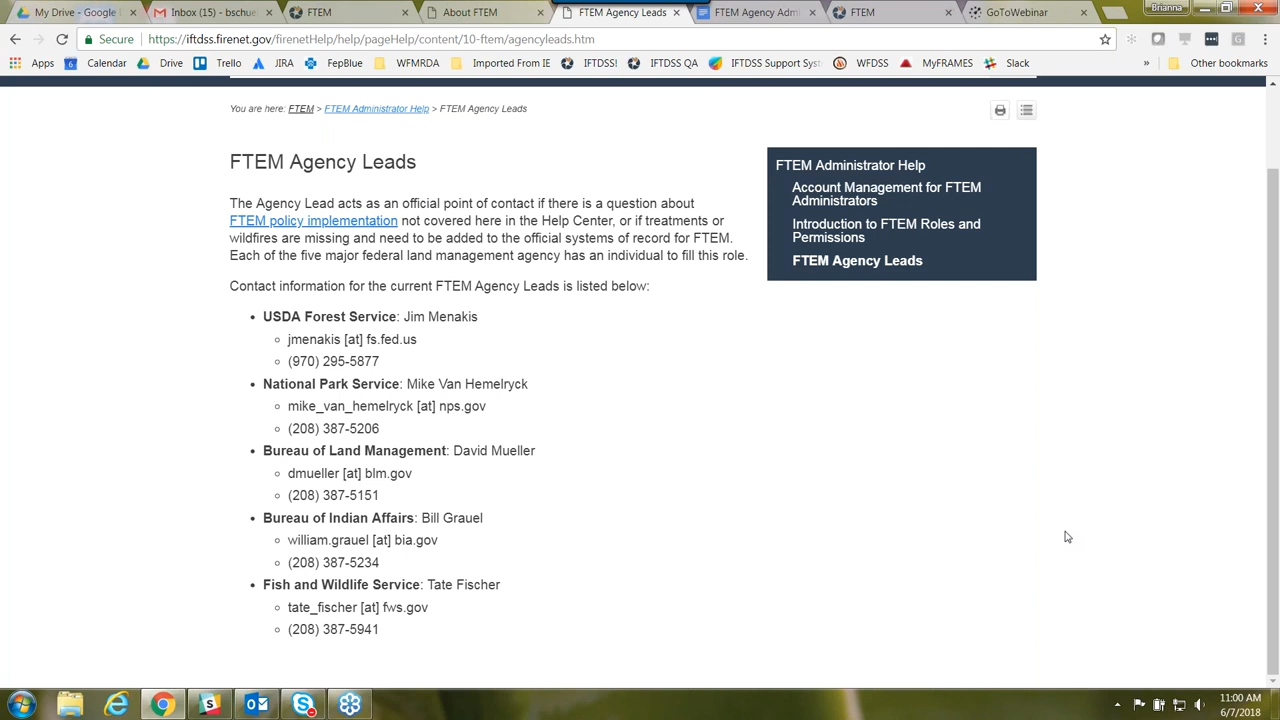 My Drive - Google D
Inbox (15) - bschue
FTEM
About FTEM
FTEM Agency Leads
FTEM Agency Admi
FTEM
GoToWebinar
Brianna
Secure
https://iftdss.firenet.gov/firenetHelp/help/pageHelp/content/10-ftem/agencyleads.htm
Apps
Calendar
Drive
Trello
JIRA
FepBlue
WFMRDA
Imported From IE
IFTDSS!
IFTDSS QA
IFTDSS Support Syst
WFDSS
MyFRAMES
Slack
»
Other bookmarks
You are here: FTEM > FTEM Administrator Help > FTEM Agency Leads
FTEM Agency Leads
The Agency Lead acts as an official point of contact if there is a question about
FTEM policy implementation not covered here in the Help Center, or if treatments or
wildfires are missing and need to be added to the official systems of record for FTEM.
Each of the five major federal land management agency has an individual to fill this role.
Contact information for the current FTEM Agency Leads is listed below:
• USDA Forest Service: Jim Menakis
◦ jmenakis [at] fs.fed.us
◦ (970) 295-5877
• National Park Service: Mike Van Hemelryck
◦ mike_van_hemelryck [at] nps.gov
◦ (208) 387-5206
• Bureau of Land Management: David Mueller
◦ dmueller [at] blm.gov
◦ (208) 387-5151
• Bureau of Indian Affairs: Bill Grauel
◦ william.grauel [at] bia.gov
◦ (208) 387-5234
• Fish and Wildlife Service: Tate Fischer
◦ tate_fischer [at] fws.gov
◦ (208) 387-5941
FTEM Administrator Help
Account Management for FTEM
Administrators
Introduction to FTEM Roles and
Permissions
FTEM Agency Leads
11:00 AM
6/7/2018